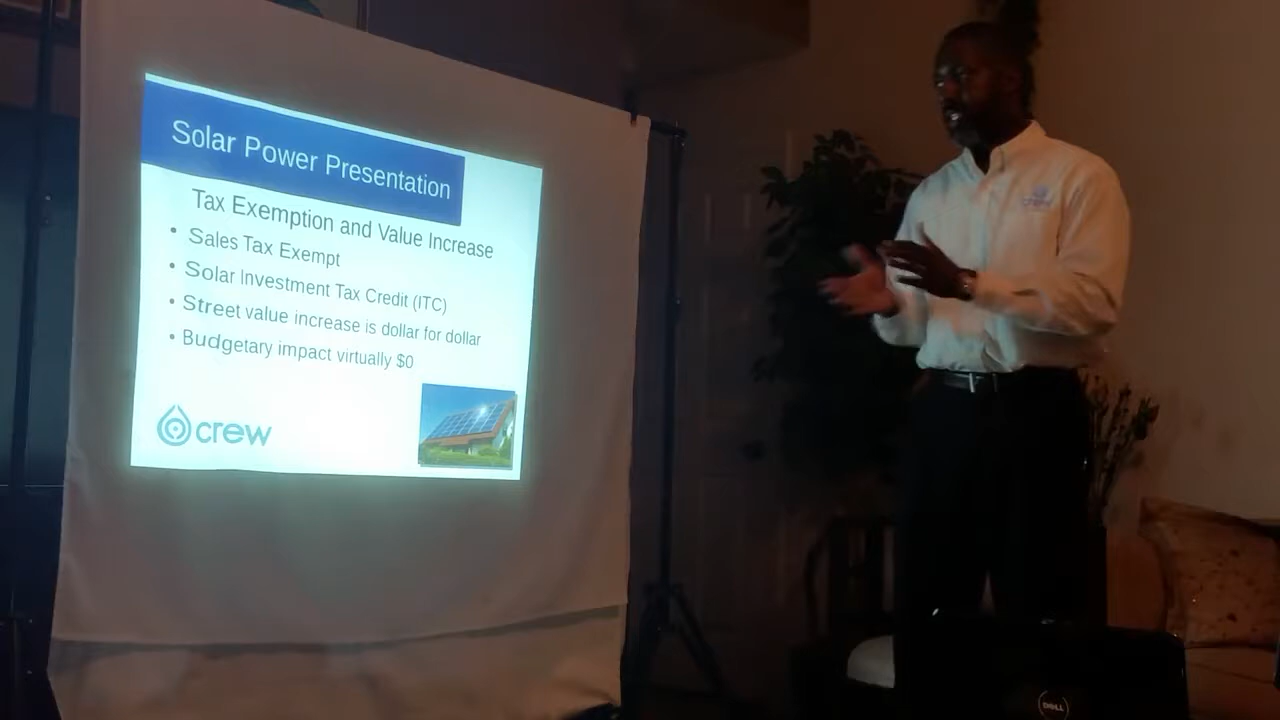 Solar Power Presentation
Tax Exemption and Value Increase
• Sales Tax Exempt
• Solar Investment Tax Credit (ITC)
• Street value increase is dollar for dollar
• Budgetary impact virtually $0
crew
crew
DELL